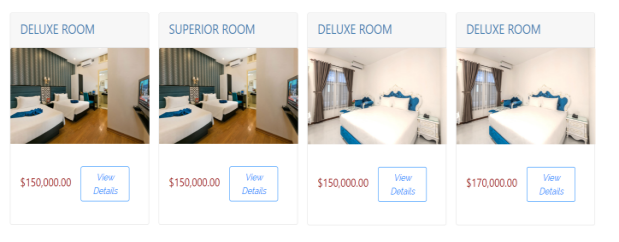 DELUXE ROOM
SUPERIOR ROOM
DELUXE ROOM
DELUXE ROOM
$150,000.00
View
Details
$150,000.00
View
Details
$150,000.00
View
Details
$170,000.00
View
Details